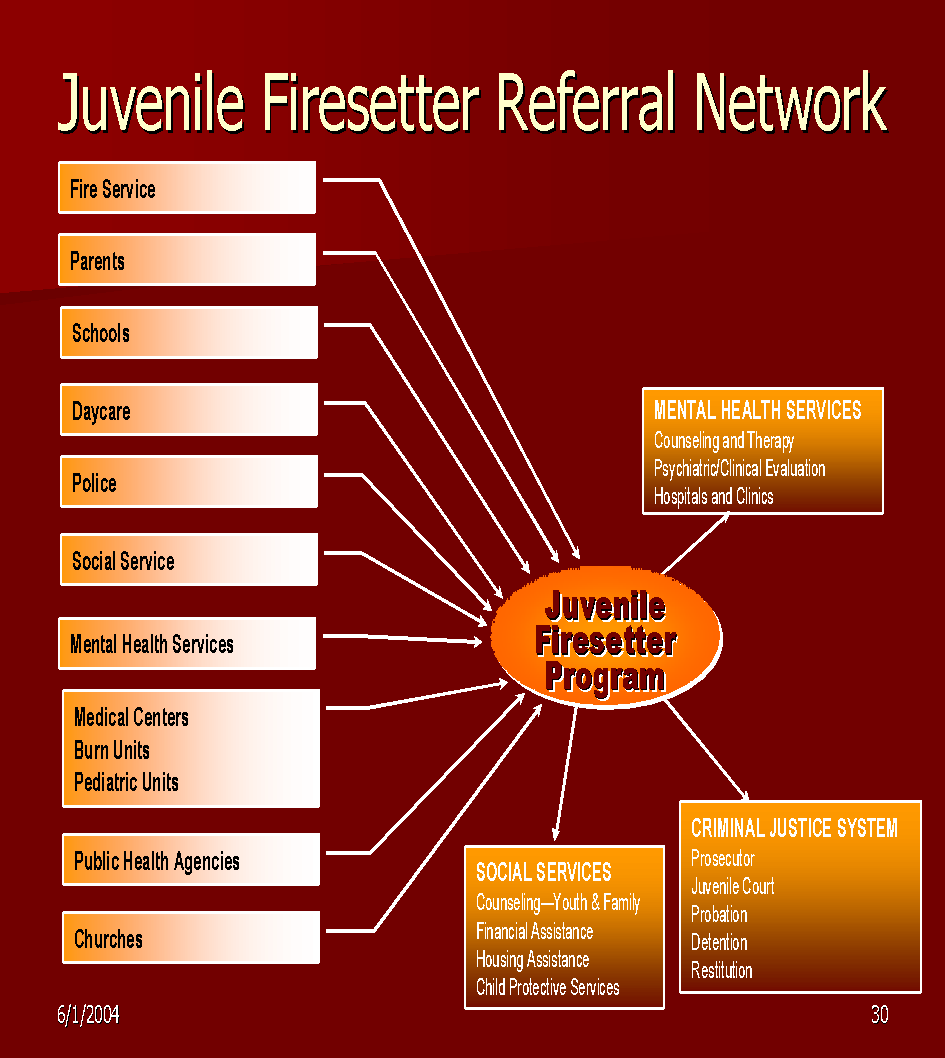 Juvenile Firesetter Referral Network
Fire Service
Parents
Schools
Daycare
Police
Social Service
Mental Health Services
Medical Centers
Burn Units
Pediatric Units
Public Health Agencies
Churches
Juvenile
Firesetter
Program
MENTAL HEALTH SERVICES
Counseling and Therapy
Psychiatric/Clinical Evaluation
Hospitals and Clinics
SOCIAL SERVICES
Counseling—Youth & Family
Financial Assistance
Housing Assistance
Child Protective Services
CRIMINAL JUSTICE SYSTEM
Prosecutor
Juvenile Court
Probation
Detention
Restitution
6/1/2004
30